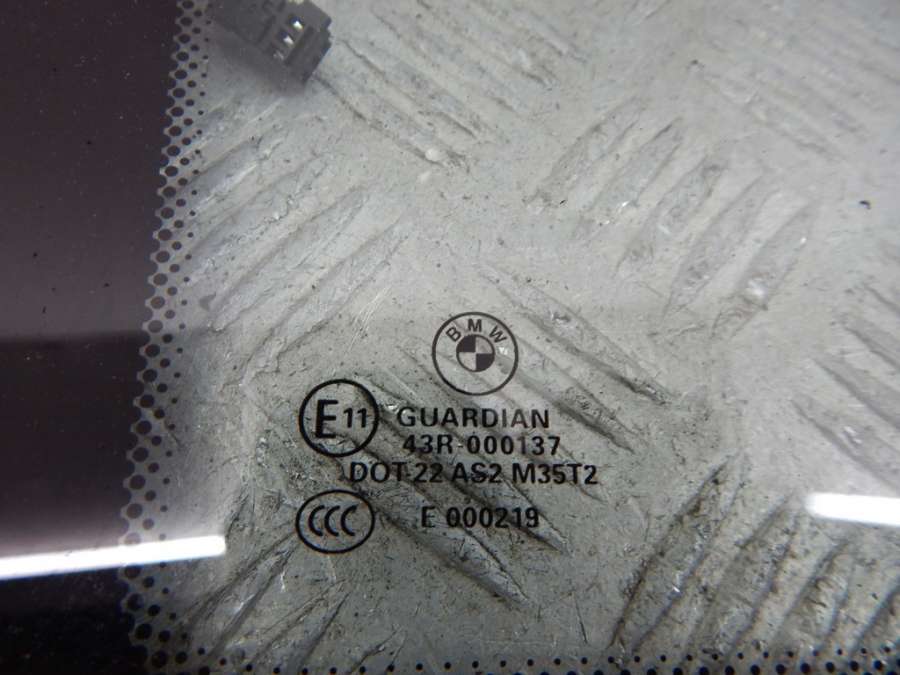 BMW
E11 GUARDIAN
43R-000137
DOT-22 AS2 M35T2
CCC E 000219